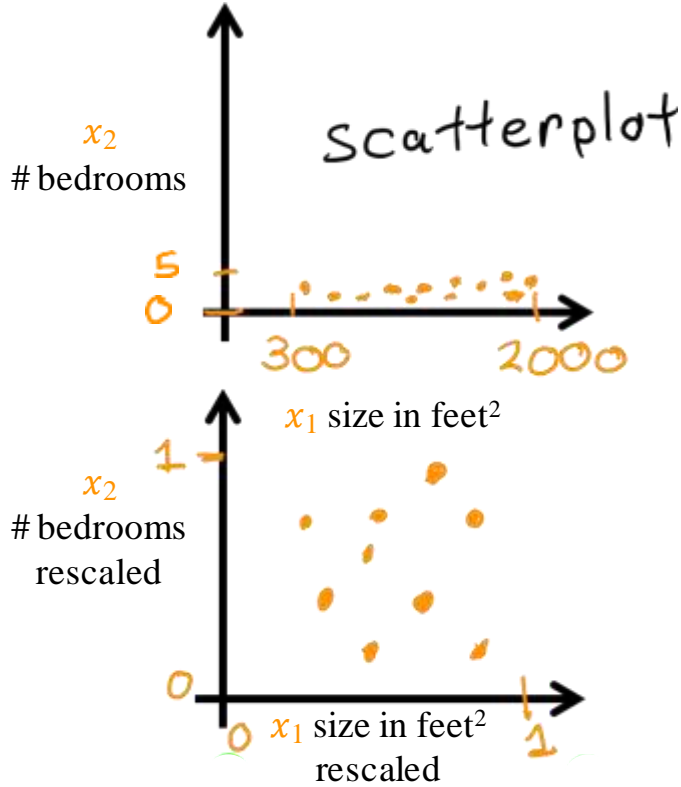 scatterplot
x₂
# bedrooms
5
0
300 2000
x₁ size in feet²
1
x₂
# bedrooms
rescaled
0
0 x₁ size in feet² 1
rescaled